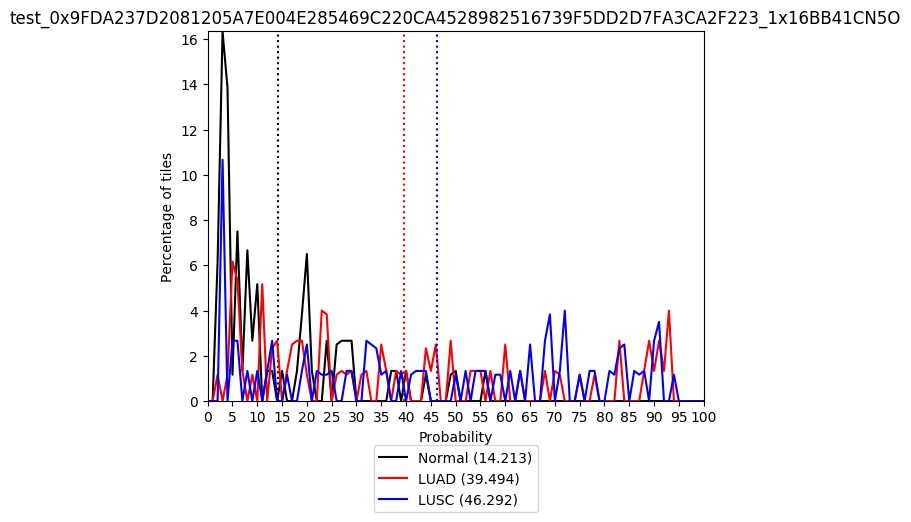 test_0x9FDA237D2081205A7E004E285469C220CA4528982516739F5DD2D7FA3CA2F223_1x16BB41CN5O
16
14
12
10
8
6
4
2
0
Percentage of tiles
0 5 10 15 20 25 30 35 40 45 50 55 60 65 70 75 80 85 90 95 100
Probability
Normal (14.213)
LUAD (39.494)
LUSC (46.292)